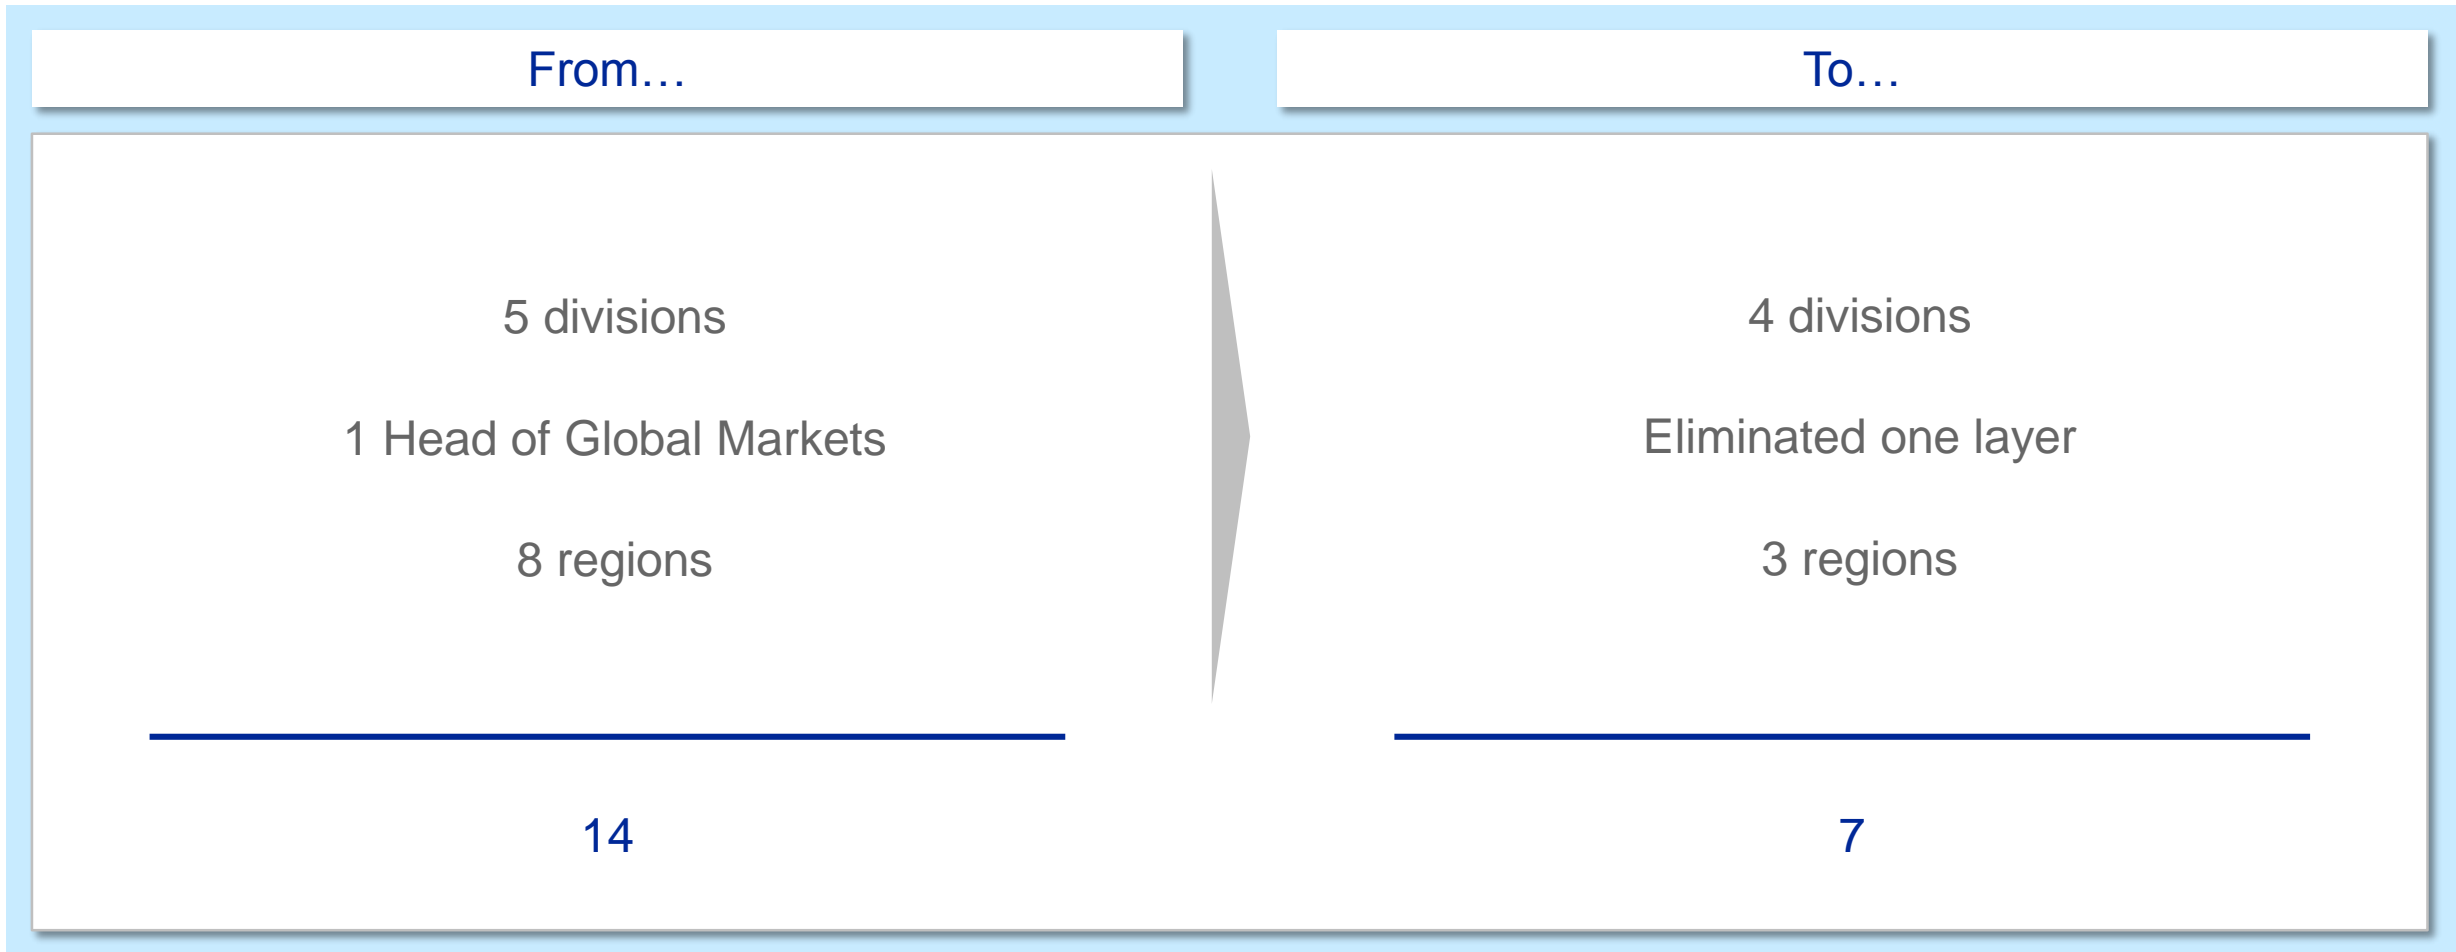 From…
To…
5 divisions
1 Head of Global Markets
8 regions
14
4 divisions
Eliminated one layer
3 regions
7